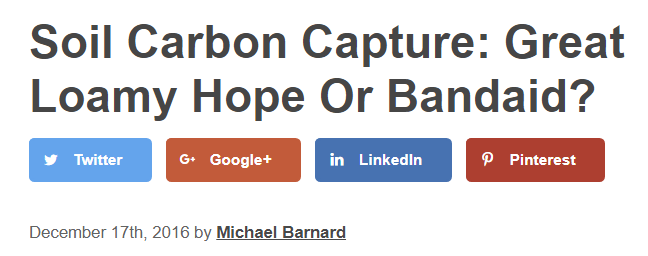 Soil Carbon Capture: Great
Loamy Hope Or Bandaid?
Twitter Google+ LinkedIn Pinterest
December 17th, 2016 by Michael Barnard